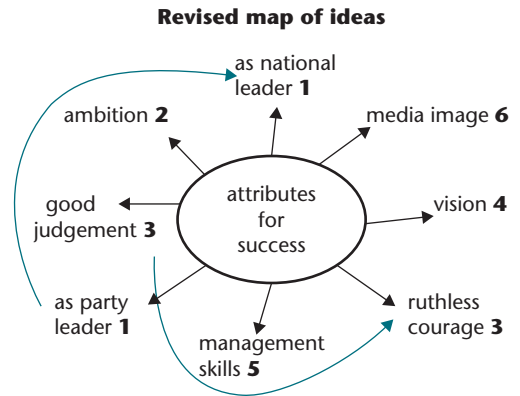 Revised map of ideas
as national
leader 1
ambition 2
media image 6
good
judgement 3
attributes
for
success
vision 4
as party
leader 1
management
skills 5
ruthless
courage 3